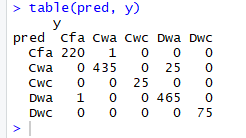 > table(pred, y)
y
pred Cfa Cwa Cwc Dwa Dwc
Cfa 220 1 0 0 0
Cwa 0 435 0 25 0
Cwc 0 0 25 0 0
Dwa 1 0 0 465 0
Dwc 0 0 0 0 75
>